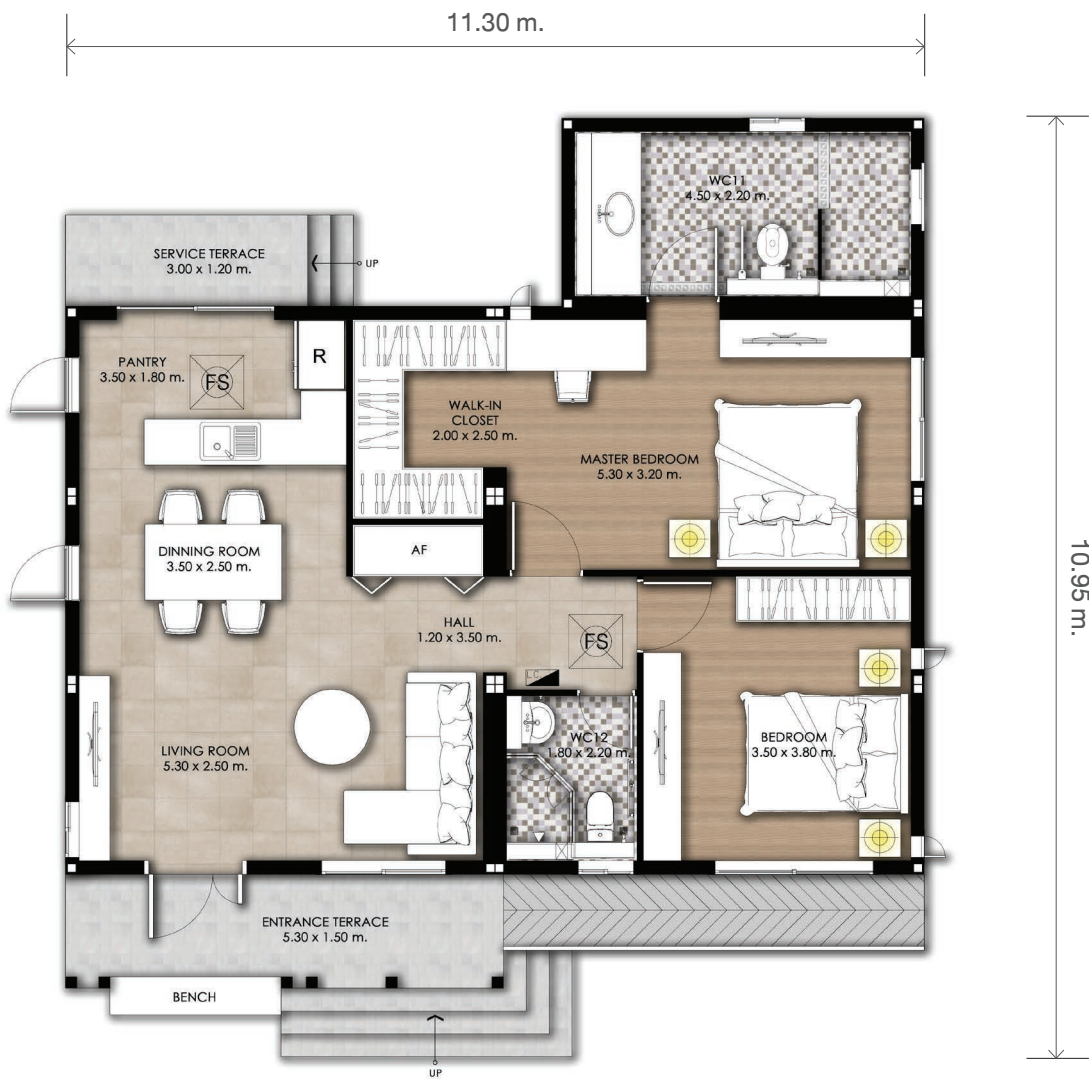 11.30 m.
WC11
4.50 x 2.20 m.
SERVICE TERRACE
3.00 x 1.20 m.
UP
PANTRY
3.50 x 1.80 m.
FS
R
WALK-IN
CLOSET
2.00 x 2.50 m.
MASTER BEDROOM
5.30 x 3.20 m.
DINNING ROOM
3.50 x 2.50 m.
AF
10.95 m.
HALL
1.20 x 3.50 m.
FS
LC
LIVING ROOM
5.30 x 2.50 m.
WC12
1.80 x 2.20 m.
BEDROOM
3.50 x 3.80 m.
ENTRANCE TERRACE
5.30 x 1.50 m.
BENCH
UP